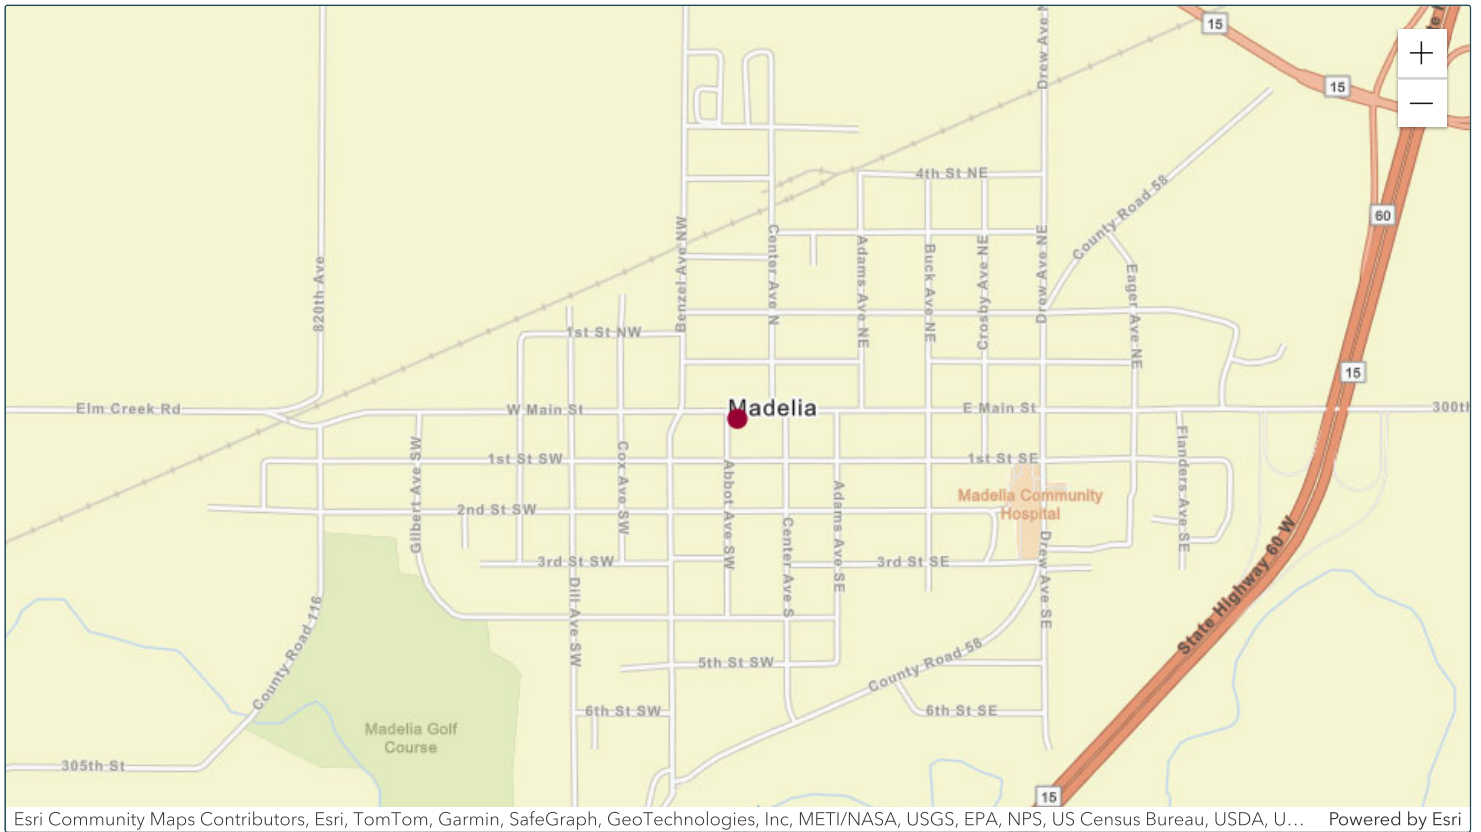 15
Drew Ave N
te H
+
15
−
4th St NE
County Road 58
60
Benzel Ave NW
Center Ave N
Adams Ave NE
Buck Ave NE
Crosby Ave NE
Drew Ave NE
Eager Ave NE
820th Ave
1st St NW
15
Elm Creek Rd
W Main St
Madelia
E Main St
300th
Gilbert Ave SW
Cox Ave SW
1st St SW
Abbot Ave SW
1st St SE
Flanders Ave SE
Madelia Community
Hospital
2nd St SW
Adams Ave SE
Center Ave S
3rd St SW
3rd St SE
Drew Ave SE
State Highway 60 W
Dill Ave SW
County Road 116
5th St SW
County Road 58
6th St SW
6th St SE
Madelia Golf
Course
305th St
15
Esri Community Maps Contributors, Esri, TomTom, Garmin, SafeGraph, GeoTechnologies, Inc, METI/NASA, USGS, EPA, NPS, US Census Bureau, USDA, U... Powered by Esri